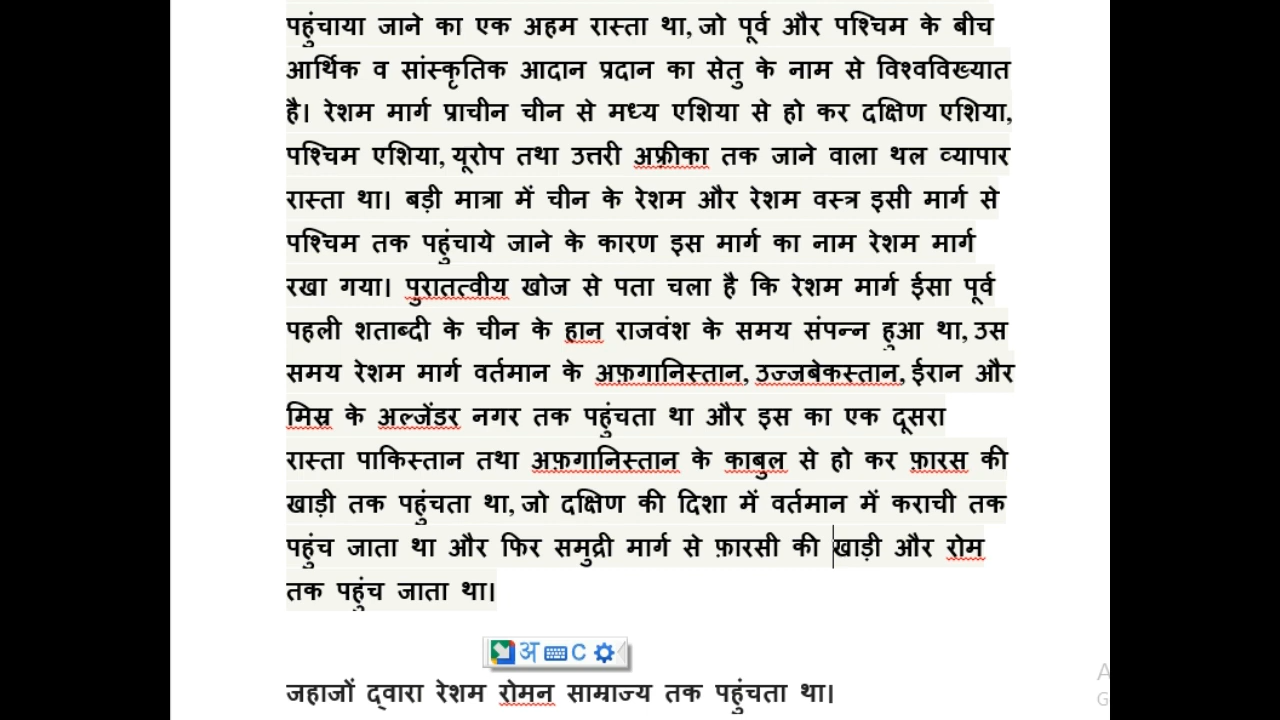 पहुंचाया जाने का एक अहम रास्ता था, जो पूर्व और पश्चिम के बीच
आर्थिक व सांस्कृतिक आदान प्रदान का सेतु के नाम से विश्वविख्यात
है। रेशम मार्ग प्राचीन चीन से मध्य एशिया से हो कर दक्षिण एशिया,
पश्चिम एशिया, यूरोप तथा उत्तरी अफ्रीका तक जाने वाला थल व्यापार
रास्ता था। बड़ी मात्रा में चीन के रेशम और रेशम वस्त्र इसी मार्ग से
पश्चिम तक पहुंचाये जाने के कारण इस मार्ग का नाम रेशम मार्ग
रखा गया। पुरातत्वीय खोज से पता चला है कि रेशम मार्ग ईसा पूर्व
पहली शताब्दी के चीन के हान राजवंश के समय संपन्न हुआ था, उस
समय रेशम मार्ग वर्तमान के अफ़गानिस्तान, उज्जबेकस्तान, ईरान और
मिस्र के अल्जेंडर नगर तक पहुंचता था और इस का एक दूसरा
रास्ता पाकिस्तान तथा अफ़गानिस्तान के काबुल से हो कर फ़ारस की
खाड़ी तक पहुंचता था, जो दक्षिण की दिशा में वर्तमान में कराची तक
पहुंच जाता था और फिर समुद्री मार्ग से फ़ारसी की खाड़ी और रोम
तक पहुंच जाता था।
अ C
जहाजों द्वारा रेशम रोमन साम्राज्य तक पहुंचता था।